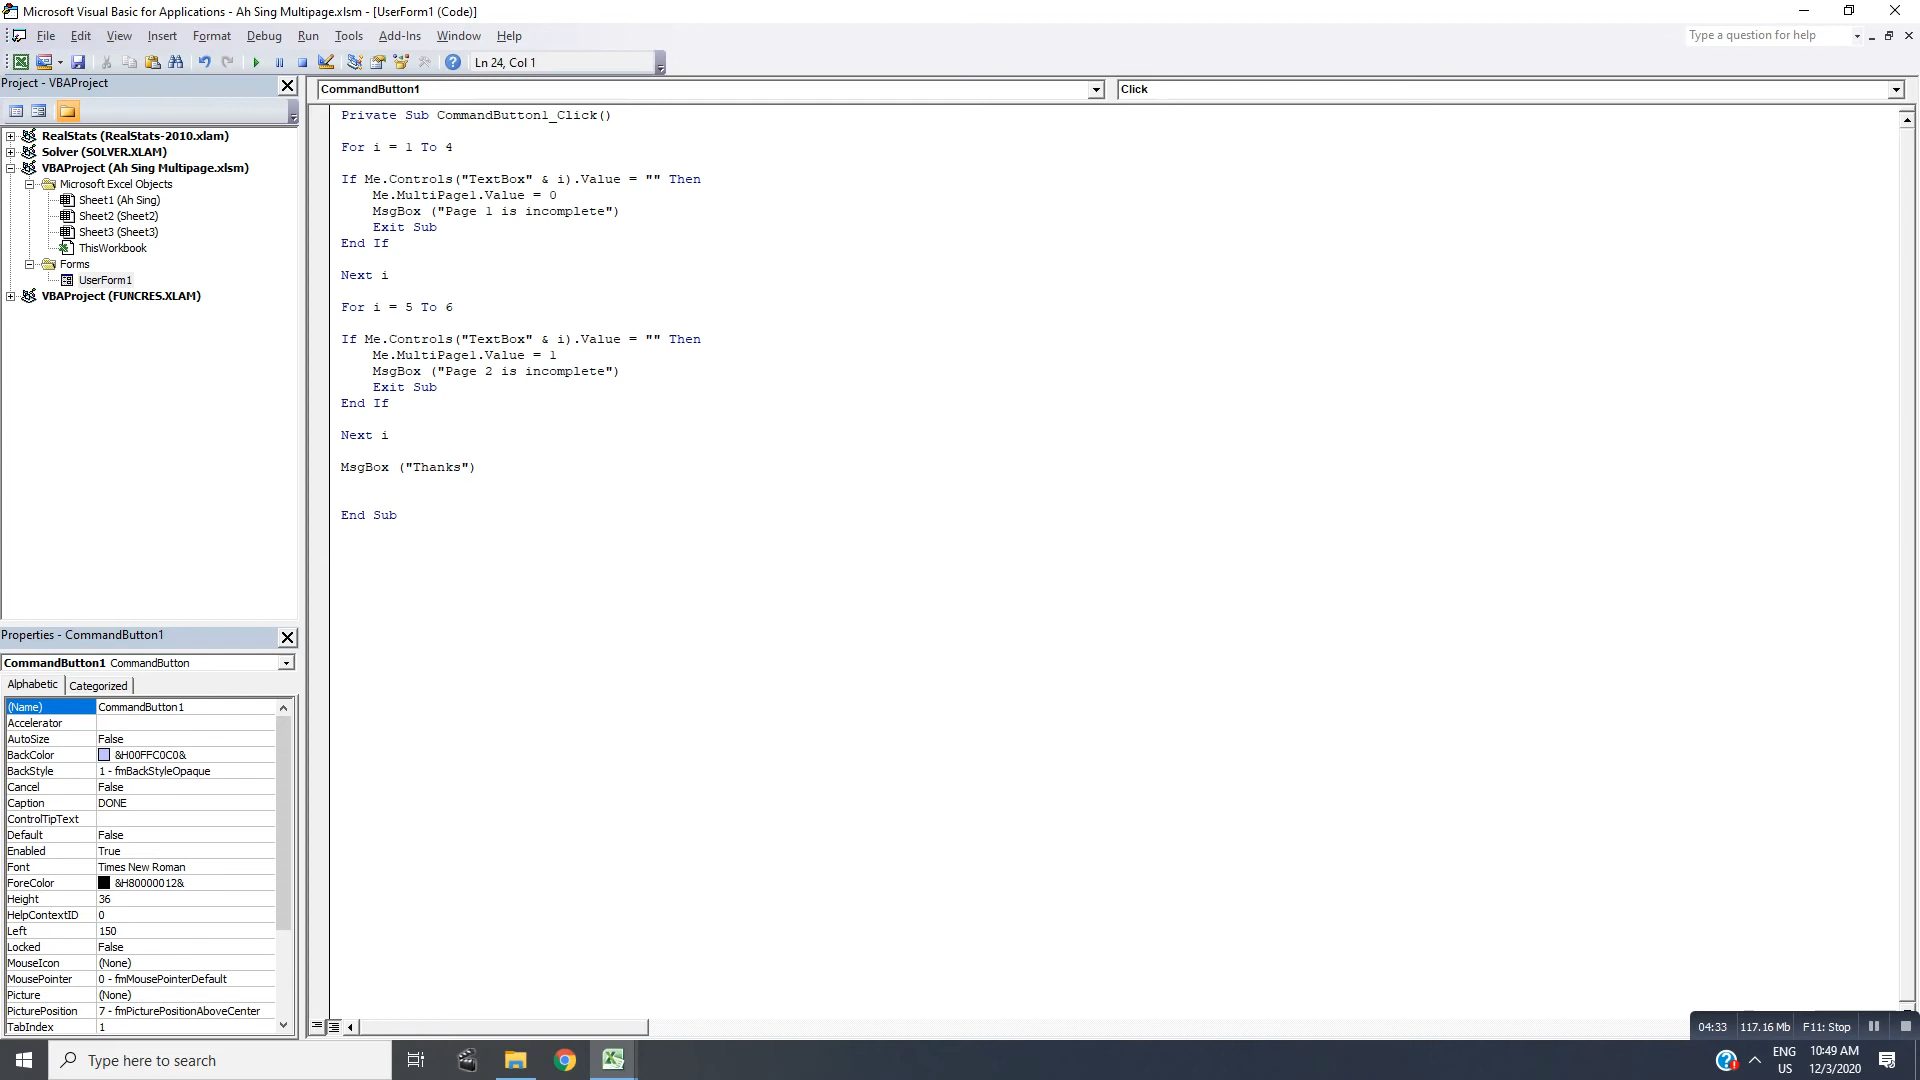 Microsoft Visual Basic for Applications - Ah Sing Multipage.xlsm - [UserForm1 (Code)]
File Edit View Insert Format Debug Run Tools Add-Ins Window Help
Type a question for help
Ln 24, Col 1
Project - VBAProject
RealStats (RealStats-2010.xlam)
Solver (SOLVER.XLAM)
VBAProject (Ah Sing Multipage.xlsm)
Microsoft Excel Objects
Sheet1 (Ah Sing)
Sheet2 (Sheet2)
Sheet3 (Sheet3)
ThisWorkbook
Forms
UserForm1
VBAProject (FUNCRES.XLAM)
CommandButton1
Click
Private Sub CommandButton1_Click()
For i = 1 To 4
If Me.Controls("TextBox" & i).Value = "" Then
Me.MultiPage1.Value = 0
MsgBox ("Page 1 is incomplete")
Exit Sub
End If
Next i
For i = 5 To 6
If Me.Controls("TextBox" & i).Value = "" Then
Me.MultiPage1.Value = 1
MsgBox ("Page 2 is incomplete")
Exit Sub
End If
Next i
MsgBox ("Thanks")
End Sub
Properties - CommandButton1
CommandButton1 CommandButton
Alphabetic Categorized
(Name) CommandButton1
Accelerator
AutoSize False
BackColor &H00FFC0C0&
BackStyle 1 - fmBackStyleOpaque
Cancel False
Caption DONE
ControlTipText
Default False
Enabled True
Font Times New Roman
ForeColor &H80000012&
Height 36
HelpContextID 0
Left 150
Locked False
MouseIcon (None)
MousePointer 0 - fmMousePointerDefault
Picture (None)
PicturePosition 7 - fmPicturePositionAboveCenter
TabIndex 1
04:33 117.16 Mb F11: Stop
Type here to search
ENG
US
10:49 AM
12/3/2020